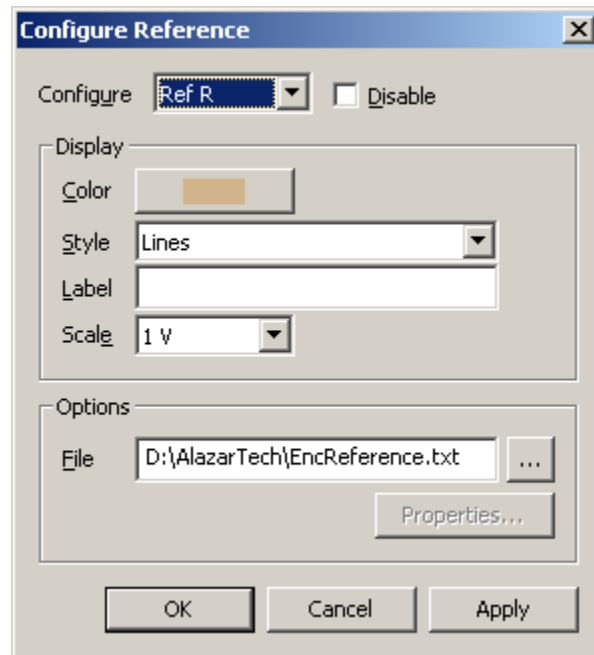 Configure Reference
Configure Ref R Disable
Display
Color
Style Lines
Label
Scale 1 V
Options
File D:\AlazarTech\EncReference.txt ...
Properties...
OK Cancel Apply